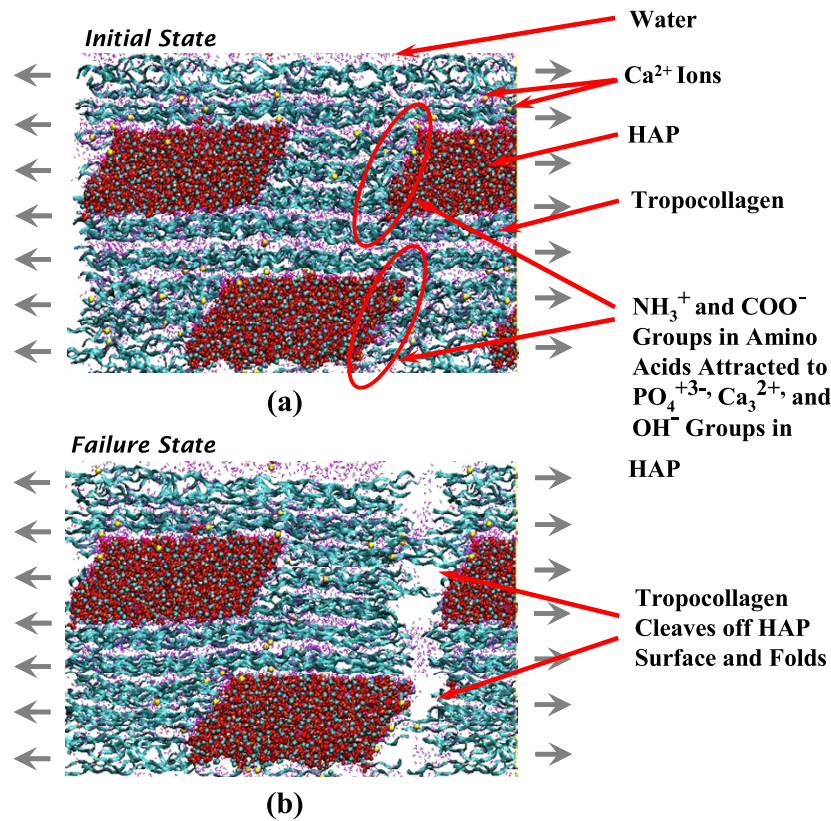 Initial State
Water
Ca²⁺ Ions
HAP
Tropocollagen
NH₃⁺ and COO⁻
Groups in Amino
Acids Attracted to
PO₄⁺³⁻, Ca₃²⁺, and
OH⁻ Groups in
HAP
(a)
Failure State
Tropocollagen
Cleaves off HAP
Surface and Folds
(b)